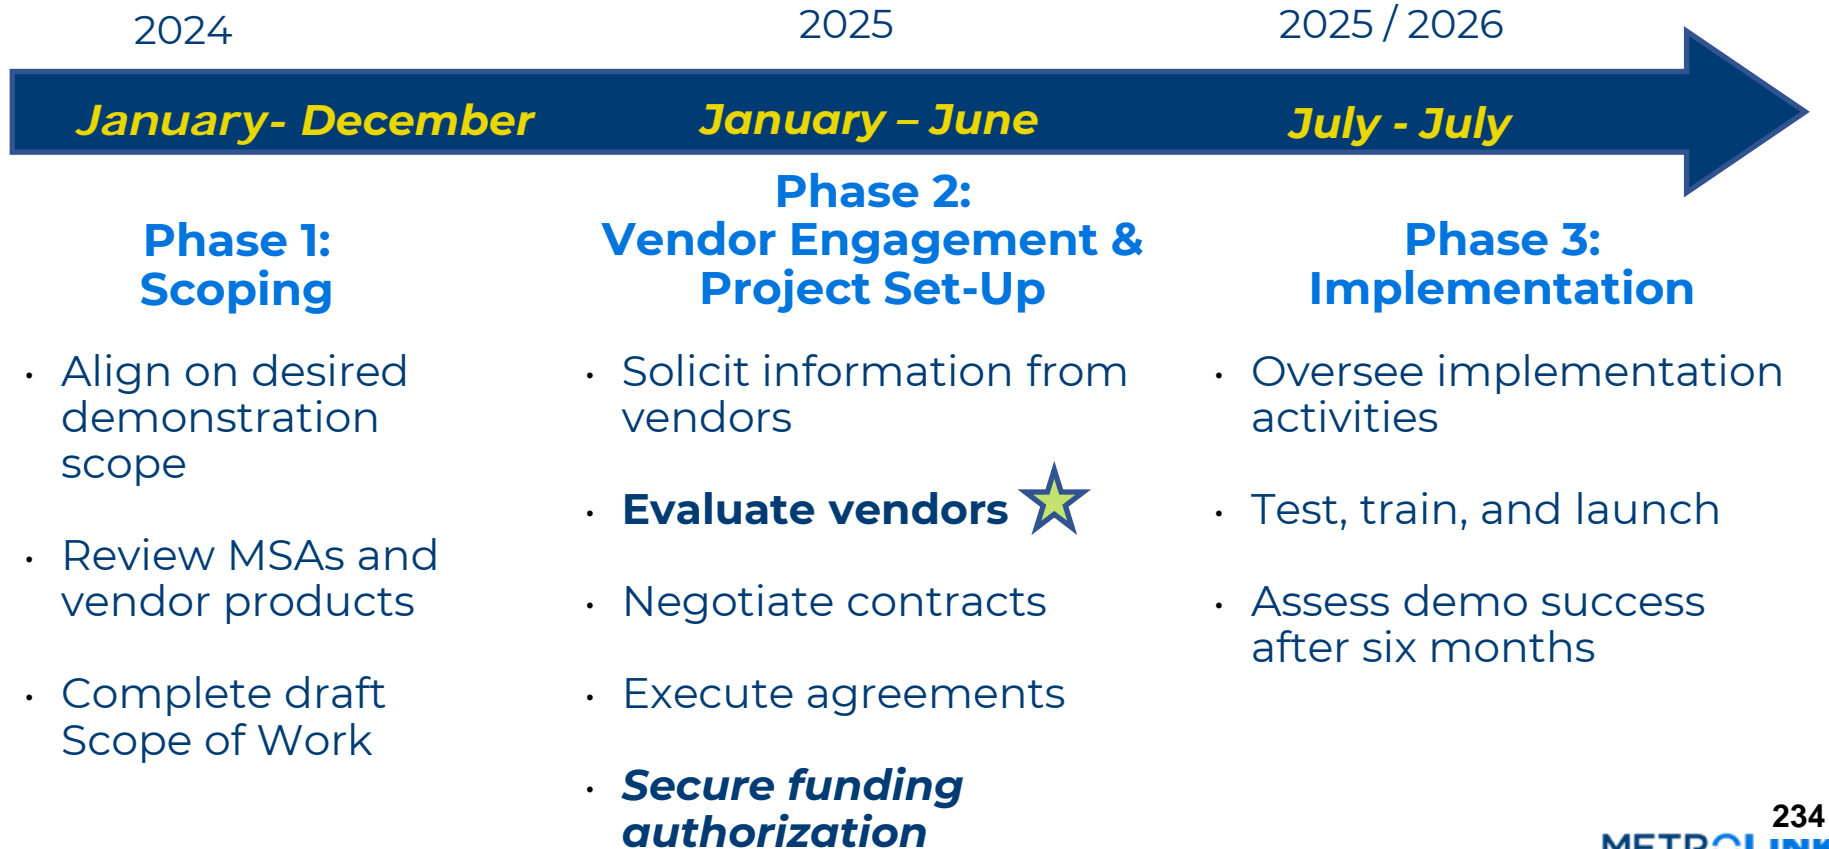 2024
2025
2025 / 2026
January- December
January – June
July - July
Phase 1:
Scoping
• Align on desired
demonstration
scope
• Review MSAs and
vendor products
• Complete draft
Scope of Work
Phase 2:
Vendor Engagement &
Project Set-Up
• Solicit information from
vendors
• Evaluate vendors
• Negotiate contracts
• Execute agreements
• Secure funding
authorization
Phase 3:
Implementation
• Oversee implementation
activities
• Test, train, and launch
• Assess demo success
after six months
234
METROLINK